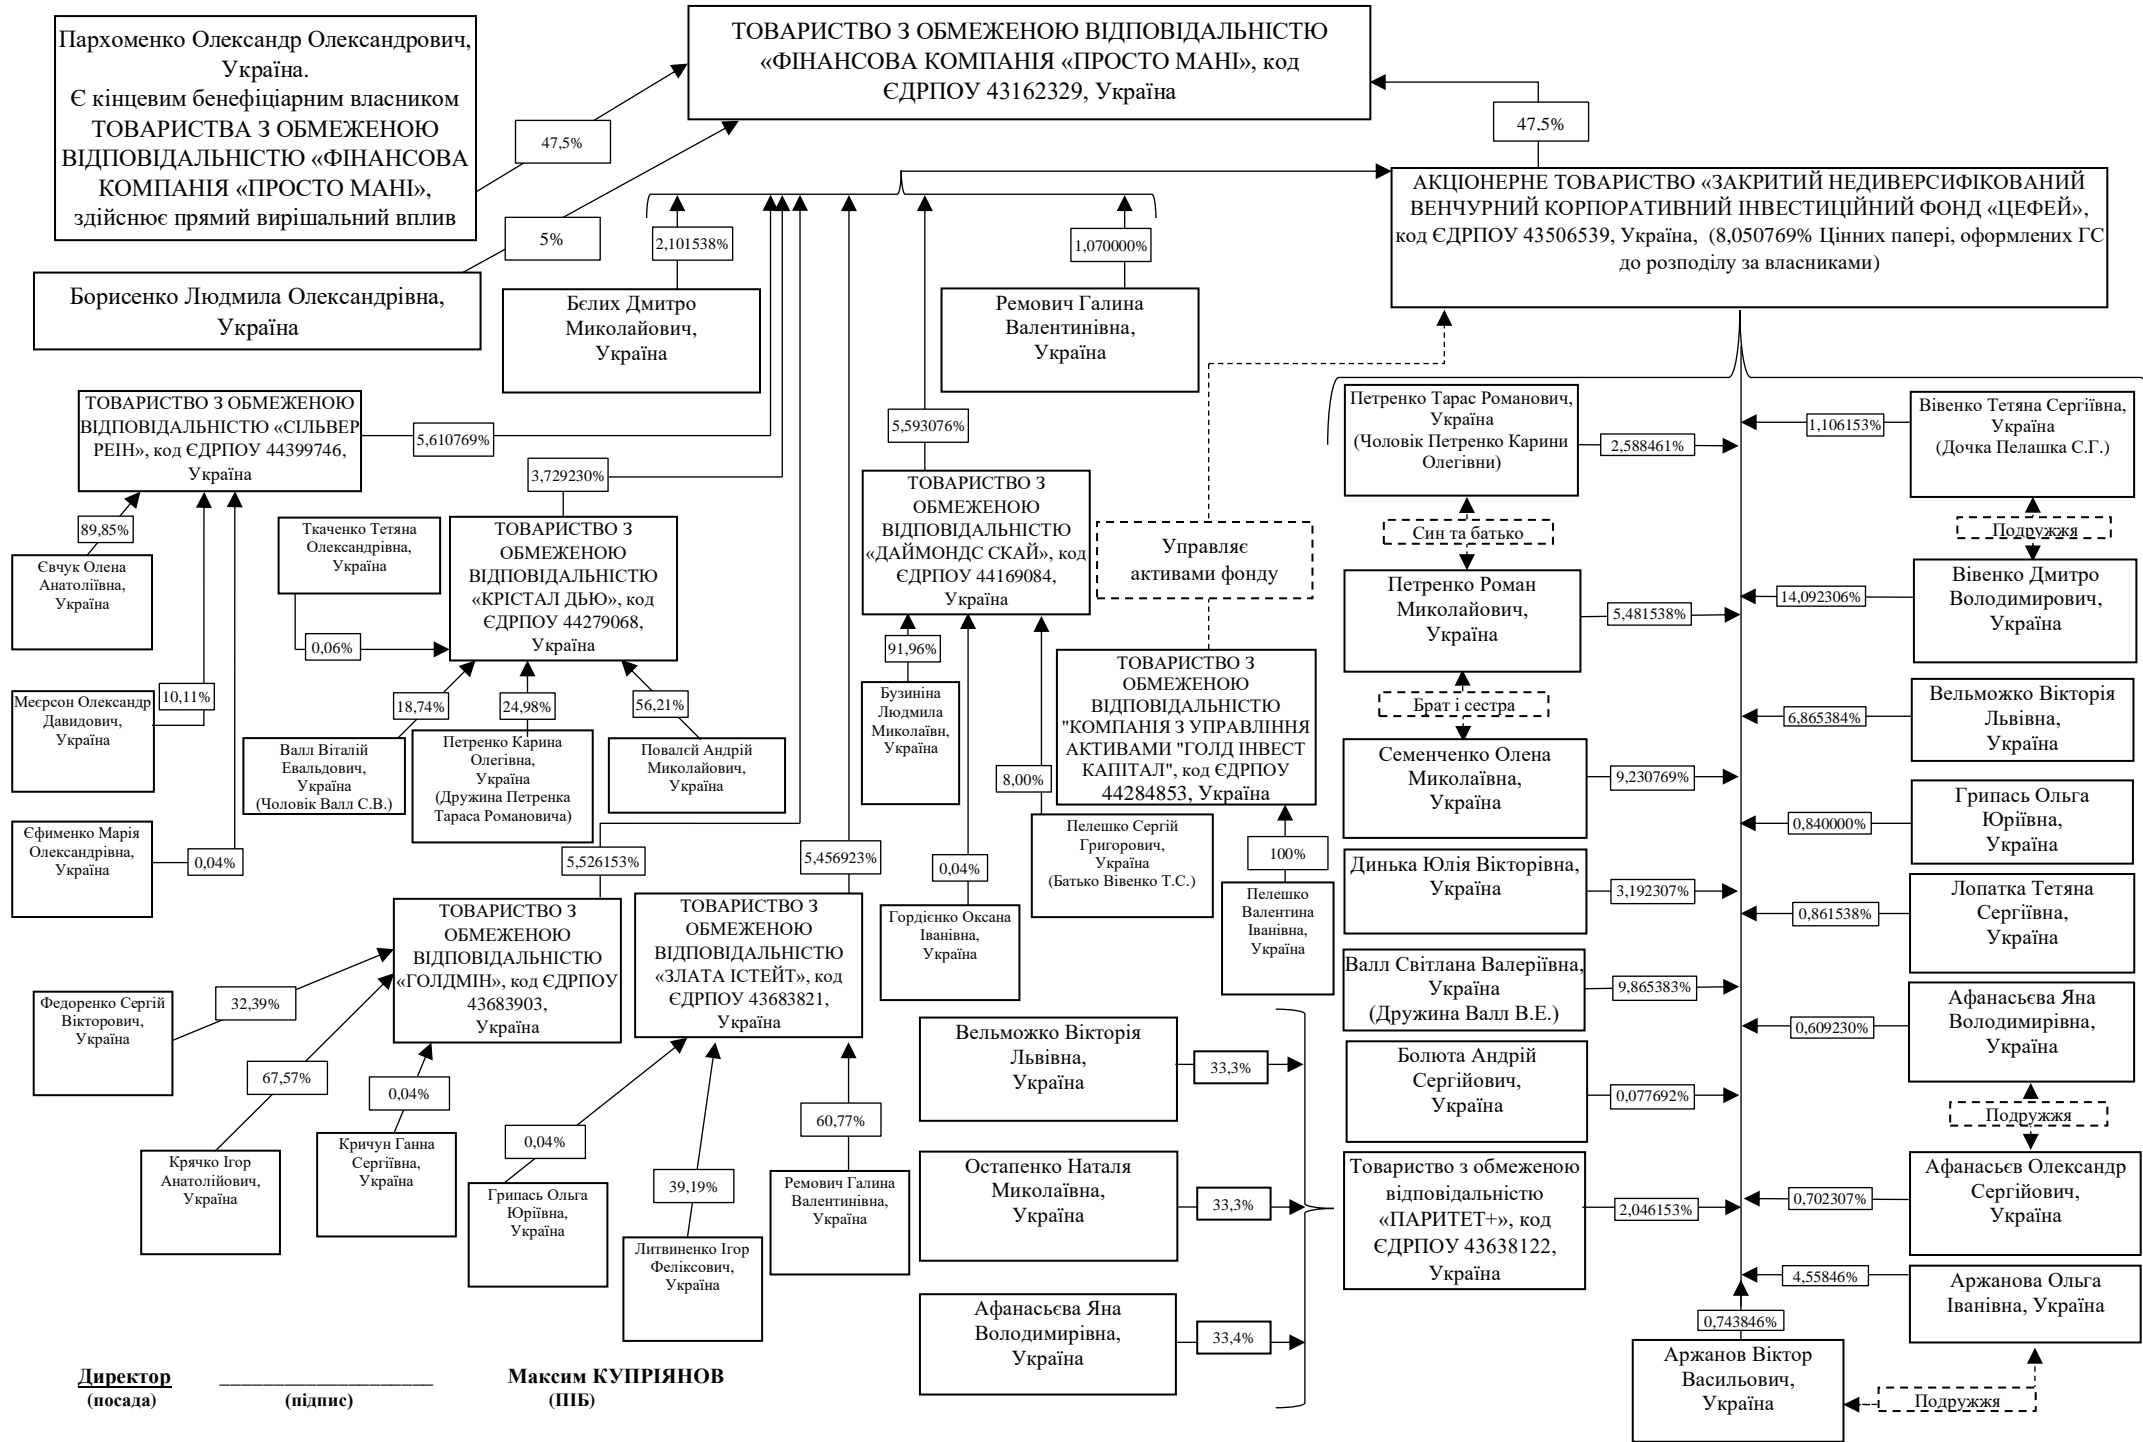 Пархоменко Олександр Олександрович,
Україна.
Є кінцевим бенефіціарним власником
ТОВАРИСТВА З ОБМЕЖЕНОЮ
ВІДПОВІДАЛЬНІСТЮ «ФІНАНСОВА
КОМПАНІЯ «ПРОСТО МАНІ»,
здійснює прямий вирішальний вплив
47,5%
ТОВАРИСТВО З ОБМЕЖЕНОЮ ВІДПОВІДАЛЬНІСТЮ
«ФІНАНСОВА КОМПАНІЯ «ПРОСТО МАНІ», код
ЄДРПОУ 43162329, Україна
47,5%
5%
Борисенко Людмила Олександрівна,
Україна
2,101538%
Бєлих Дмитро
Миколайович,
Україна
1,070000%
Ремович Галина
Валентинівна,
Україна
АКЦІОНЕРНЕ ТОВАРИСТВО «ЗАКРИТИЙ НЕДИВЕРСИФІКОВАНИЙ
ВЕНЧУРНИЙ КОРПОРАТИВНИЙ ІНВЕСТИЦІЙНИЙ ФОНД «ЦЕФЕЙ»,
код ЄДРПОУ 43506539, Україна, (8,050769% Цінних папері, оформлених ГС
до розподілу за власниками)
ТОВАРИСТВО З ОБМЕЖЕНОЮ
ВІДПОВІДАЛЬНІСТЮ «СІЛЬВЕР
РЕІН», код ЄДРПОУ 44399746,
Україна
5,610769%
89,85%
Євчук Олена
Анатоліївна,
Україна
10,11%
Меєрсон Олександр
Давидович,
Україна
0,04%
Єфименко Марія
Олександрівна,
Україна
3,729230%
Ткаченко Тетяна
Олександрівна,
Україна
0,06%
ТОВАРИСТВО З
ОБМЕЖЕНОЮ
ВІДПОВІДАЛЬНІСТЮ
«КРІСТАЛ ДЬЮ», код
ЄДРПОУ 44279068,
Україна
18,74%
24,98%
56,21%
Валл Віталій
Евальдович,
Україна
(Чоловік Валл С.В.)
Петренко Карина
Олегівна,
Україна
(Дружина Петренка
Тараса Романовича)
Повалєй Андрій
Миколайович,
Україна
5,593076%
ТОВАРИСТВО З
ОБМЕЖЕНОЮ
ВІДПОВІДАЛЬНІСТЮ
«ДАЙМОНДС СКАЙ», код
ЄДРПОУ 44169084,
Україна
91,96%
Бузиніна
Людмила
Миколаївн,
Україна
0,04%
Гордієнко Оксана
Іванівна,
Україна
8,00%
Пелешко Сергій
Григорович,
Україна
(Батько Вівенко Т.С.)
Управляє
активами фонду
ТОВАРИСТВО З
ОБМЕЖЕНОЮ
ВІДПОВІДАЛЬНІСТЮ
"КОМПАНІЯ З УПРАВЛІННЯ
АКТИВАМИ "ГОЛД ІНВЕСТ
КАПІТАЛ", код ЄДРПОУ
44284853, Україна
100%
Пелешко
Валентина
Іванівна,
Україна
5,526153%
ТОВАРИСТВО З
ОБМЕЖЕНОЮ
ВІДПОВІДАЛЬНІСТЮ
«ГОЛДМІН», код ЄДРПОУ
43683903,
Україна
32,39%
Федоренко Сергій
Вікторович,
Україна
67,57%
Крячко Ігор
Анатолійович,
Україна
0,04%
Кричун Ганна
Сергіївна,
Україна
5,456923%
ТОВАРИСТВО З
ОБМЕЖЕНОЮ
ВІДПОВІДАЛЬНІСТЮ
«ЗЛАТА ІСТЕЙТ», код
ЄДРПОУ 43683821,
Україна
0,04%
Грипась Ольга
Юріївна,
Україна
39,19%
Литвиненко Ігор
Феліксович,
Україна
60,77%
Ремович Галина
Валентинівна,
Україна
Вельможко Вікторія
Львівна,
Україна
33,3%
Остапенко Наталя
Миколаївна,
Україна
33,3%
Афанасьєва Яна
Володимирівна,
Україна
33,4%
Петренко Тарас Романович,
Україна
(Чоловік Петренко Карини
Олегівни)
2,588461%
Син та батько
Петренко Роман
Миколайович,
Україна
5,481538%
Брат і сестра
Семенченко Олена
Миколаївна,
Україна
9,230769%
Динька Юлія Вікторівна,
Україна
3,192307%
Валл Світлана Валеріївна,
Україна
(Дружина Валл В.Е.)
9,865383%
Болюта Андрій
Сергійович,
Україна
0,077692%
Товариство з обмеженою
відповідальністю
«ПАРИТЕТ+», код
ЄДРПОУ 43638122,
Україна
2,046153%
1,106153%
Вівенко Тетяна Сергіївна,
Україна
(Дочка Пелашка С.Г.)
Подружжя
14,092306%
Вівенко Дмитро
Володимирович,
Україна
6,865384%
Вельможко Вікторія
Львівна,
Україна
0,840000%
Грипась Ольга
Юріївна,
Україна
0,861538%
Лопатка Тетяна
Сергіївна,
Україна
0,609230%
Афанасьєва Яна
Володимирівна,
Україна
Подружжя
0,702307%
Афанасьєв Олександр
Сергійович,
Україна
4,55846%
Аржанова Ольга
Іванівна, Україна
0,743846%
Аржанов Віктор
Васильович,
Україна
Подружжя
Директор ____________________ Максим КУПРІЯНОВ
(посада) (підпис) (ПІБ)